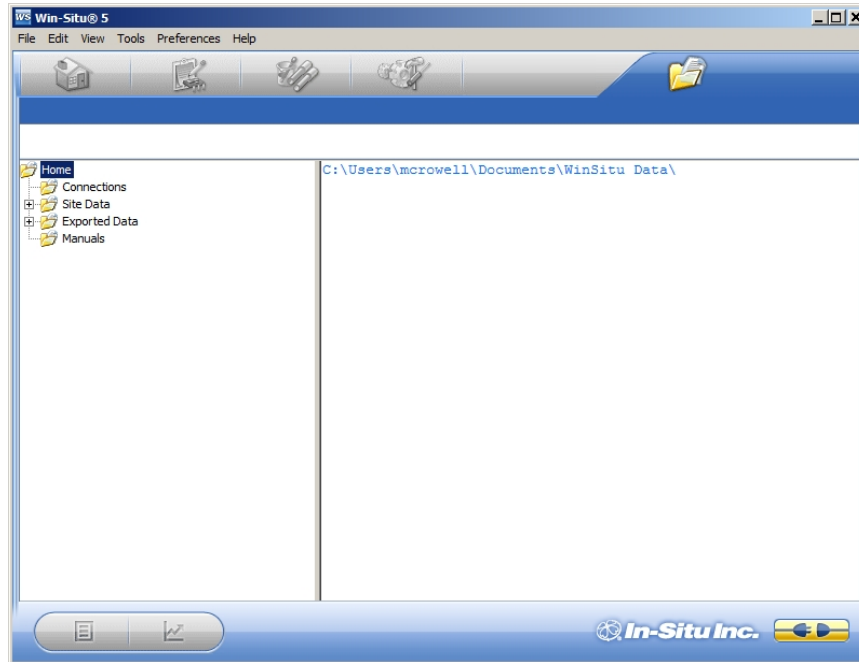 WS Win-Situ® 5
File Edit View Tools Preferences Help
Home
Connections
Site Data
Exported Data
Manuals
C:\Users\mcrowell\Documents\WinSitu Data\
In-Situ Inc.